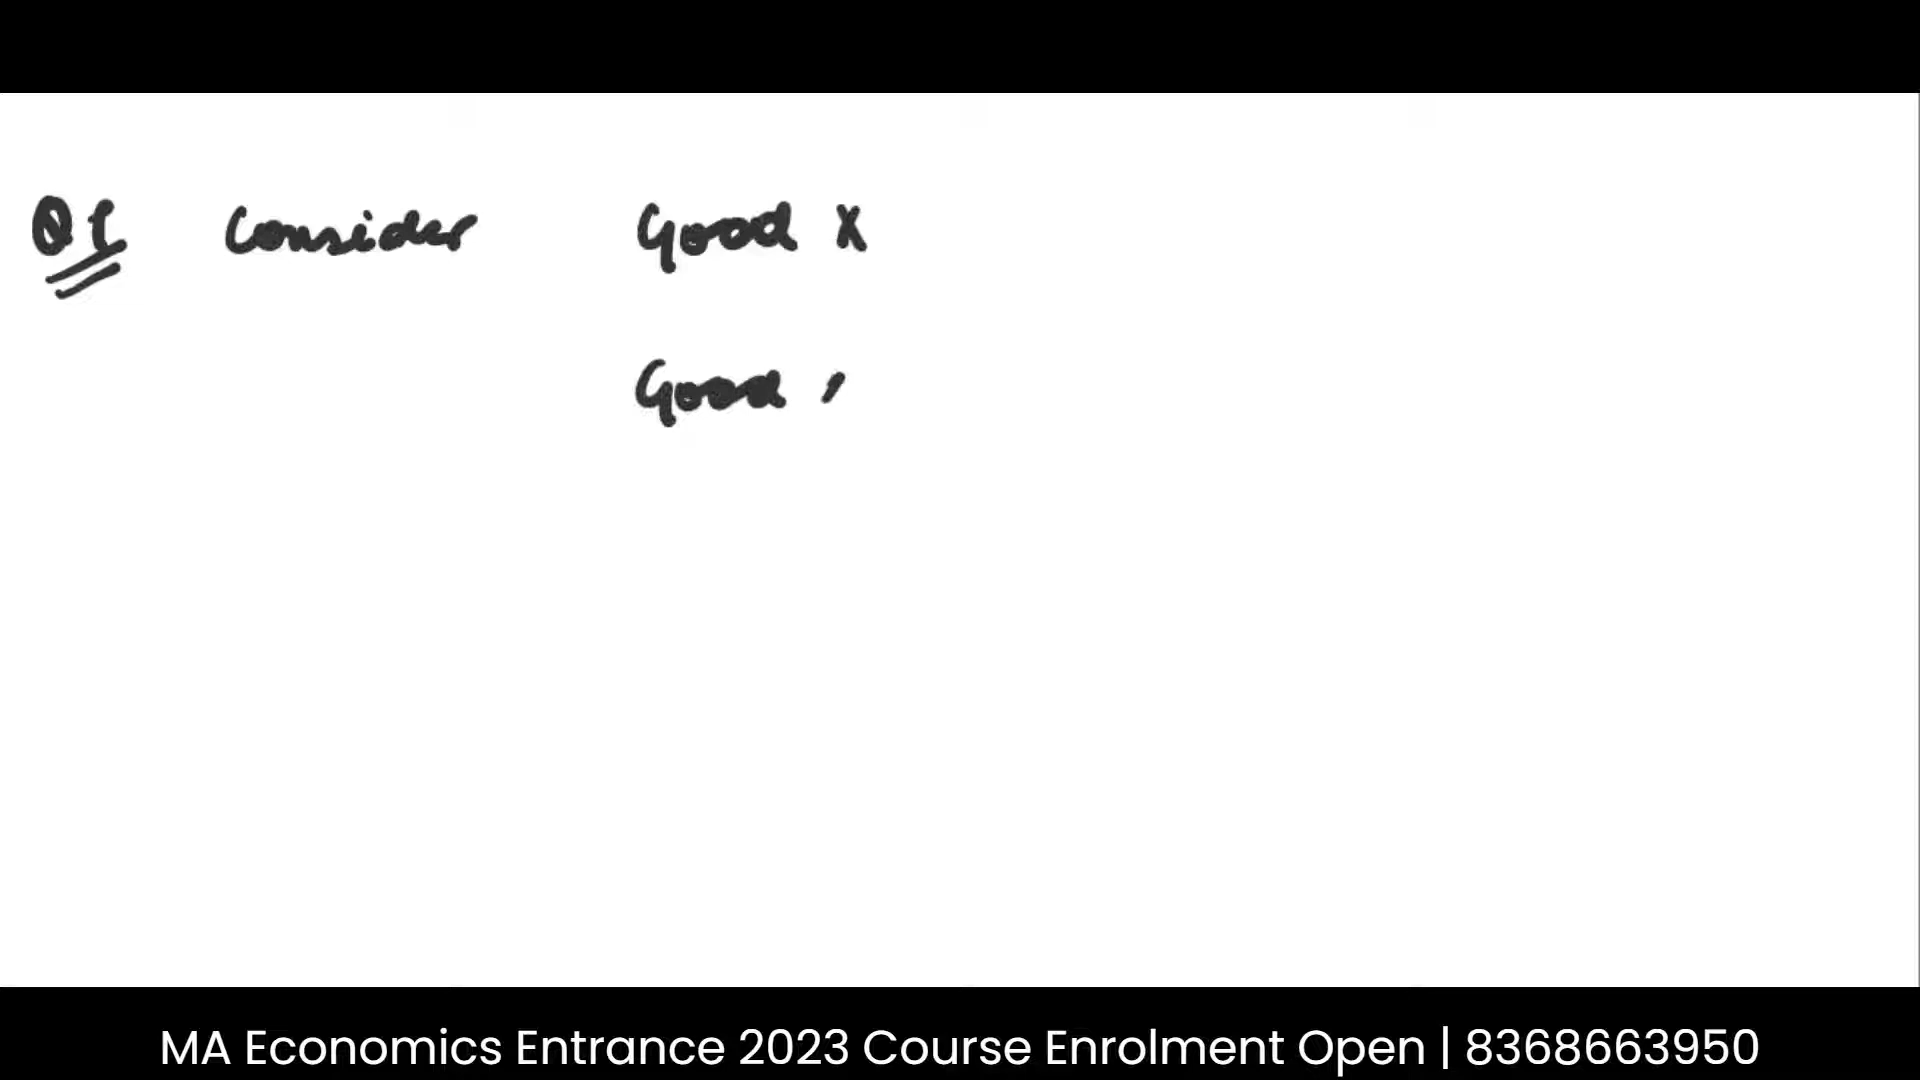 Q1 Consider Good X
Good
MA Economics Entrance 2023 Course Enrolment Open | 8368663950